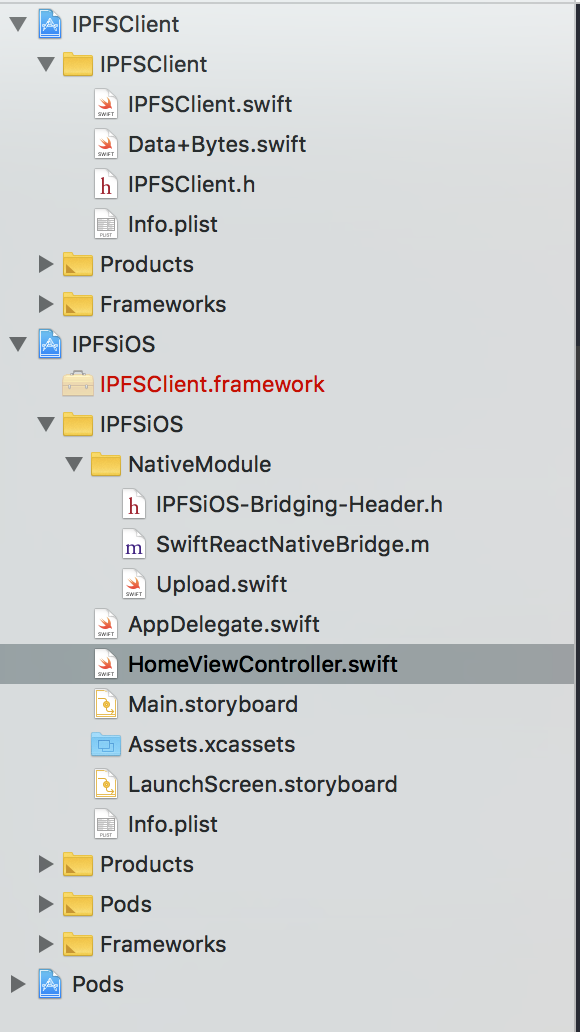 IPFSClient
IPFSClient
IPFSClient.swift
Data+Bytes.swift
IPFSClient.h
Info.plist
Products
Frameworks
IPFSiOS
IPFSClient.framework
IPFSiOS
NativeModule
IPFSiOS-Bridging-Header.h
SwiftReactNativeBridge.m
Upload.swift
AppDelegate.swift
HomeViewController.swift
Main.storyboard
Assets.xcassets
LaunchScreen.storyboard
Info.plist
Products
Pods
Frameworks
Pods